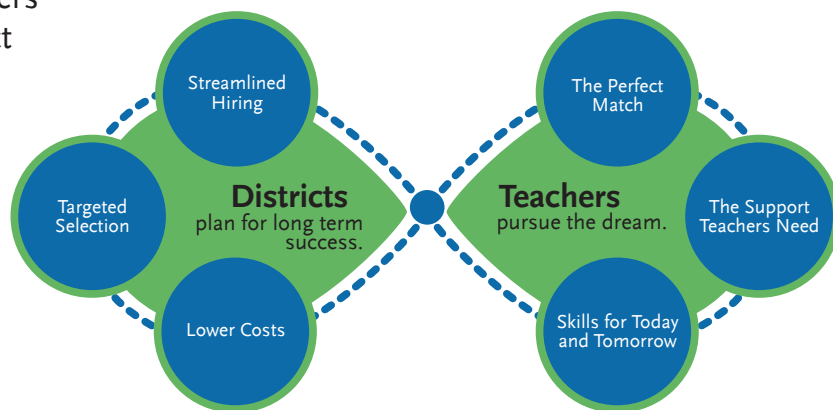 Streamlined
Hiring
Targeted
Selection
Districts
plan for long term
success.
Lower Costs
The Perfect
Match
Teachers
pursue the dream.
The Support
Teachers Need
Skills for Today
and Tomorrow